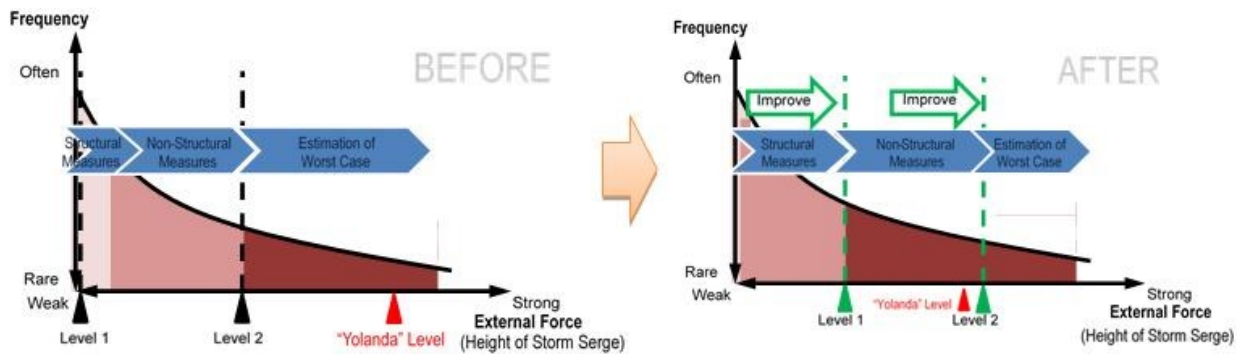 Frequency
BEFORE
Often
Structural
Measures
Non-Structural
Measures
Estimation of
Worst Case
Rare
Weak
Strong
External Force
(Height of Storm Serge)
Level 1
Level 2
"Yolanda" Level
Frequency
AFTER
Often
Improve
Improve
Structural
Measures
Non-Structural
Measures
Estimation of
Worst Case
Rare
Weak
Strong
External Force
(Height of Storm Serge)
"Yolanda" Level
Level 1
Level 2